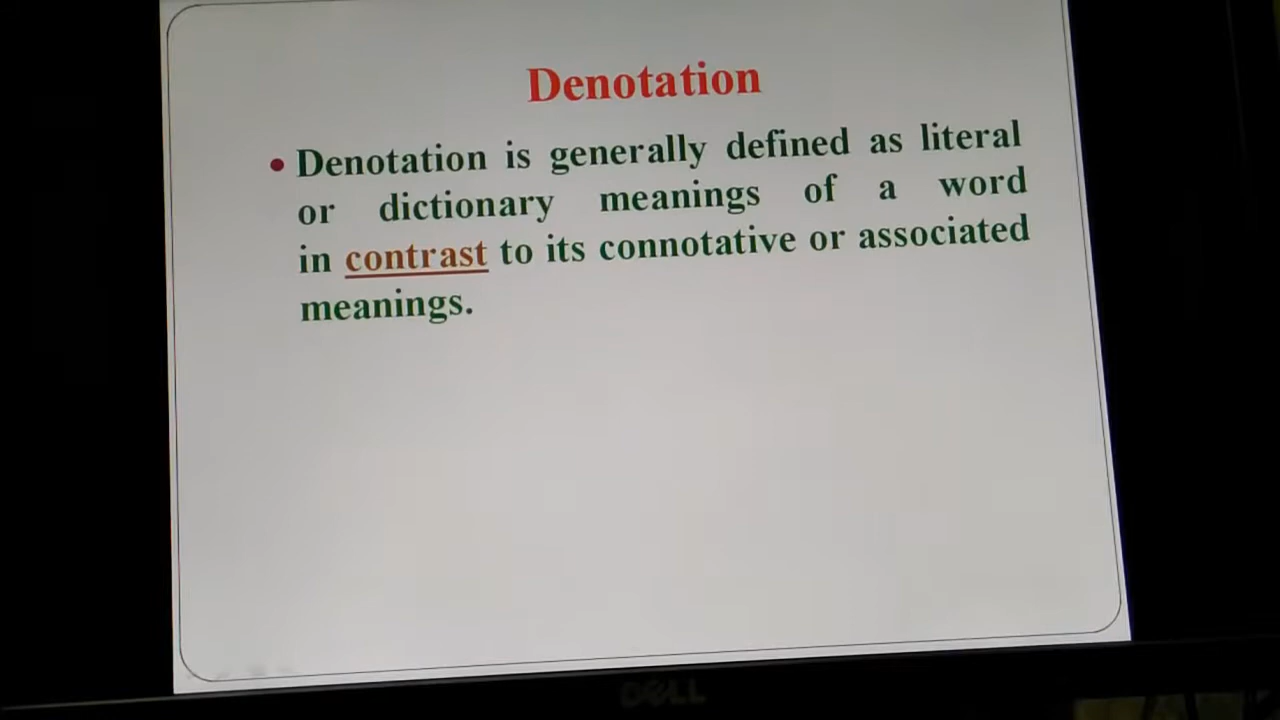 Denotation
• Denotation is generally defined as literal
or dictionary meanings of a word
in contrast to its connotative or associated
meanings.
DELL